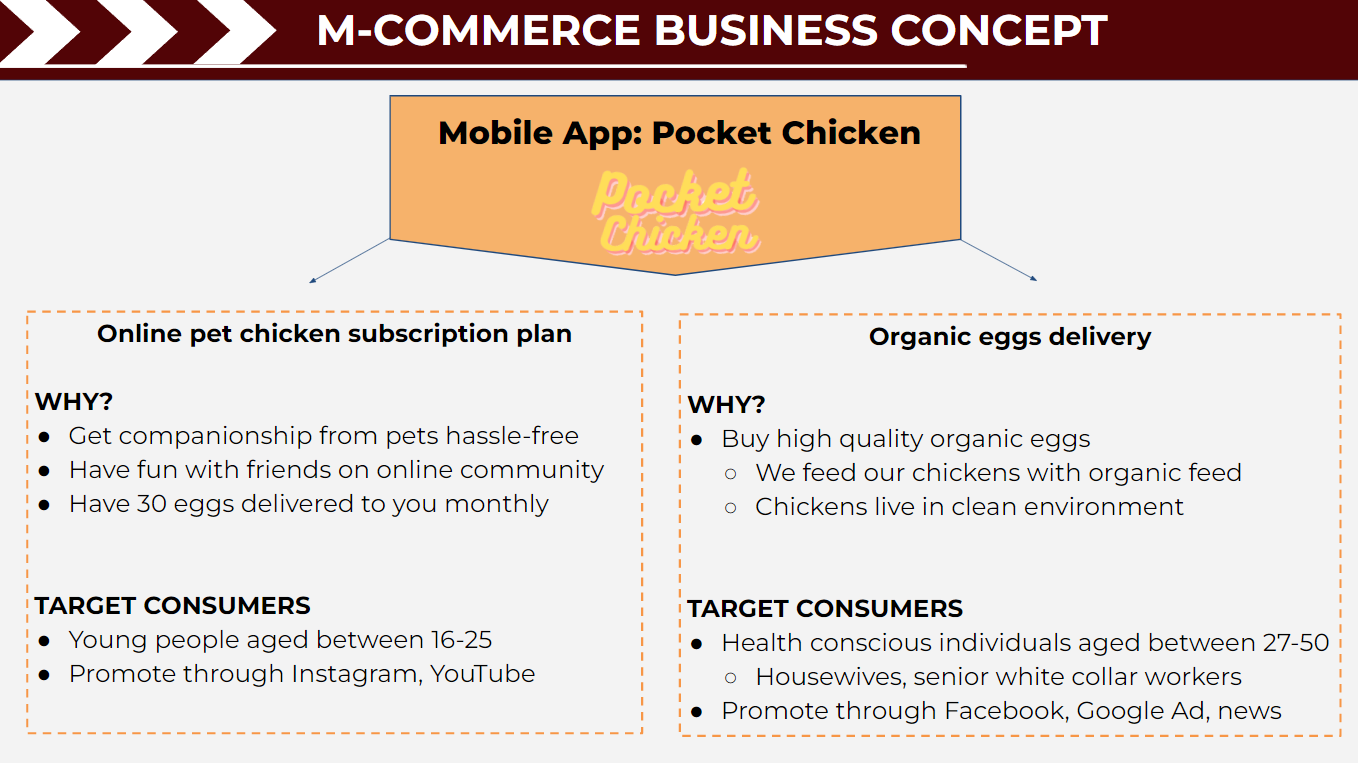 M-COMMERCE BUSINESS CONCEPT
Mobile App: Pocket Chicken
Pocket
Chicken
Online pet chicken subscription plan
WHY?
● Get companionship from pets hassle-free
● Have fun with friends on online community
● Have 30 eggs delivered to you monthly
TARGET CONSUMERS
● Young people aged between 16-25
● Promote through Instagram, YouTube
Organic eggs delivery
WHY?
● Buy high quality organic eggs
○ We feed our chickens with organic feed
○ Chickens live in clean environment
TARGET CONSUMERS
● Health conscious individuals aged between 27-50
○ Housewives, senior white collar workers
● Promote through Facebook, Google Ad, news